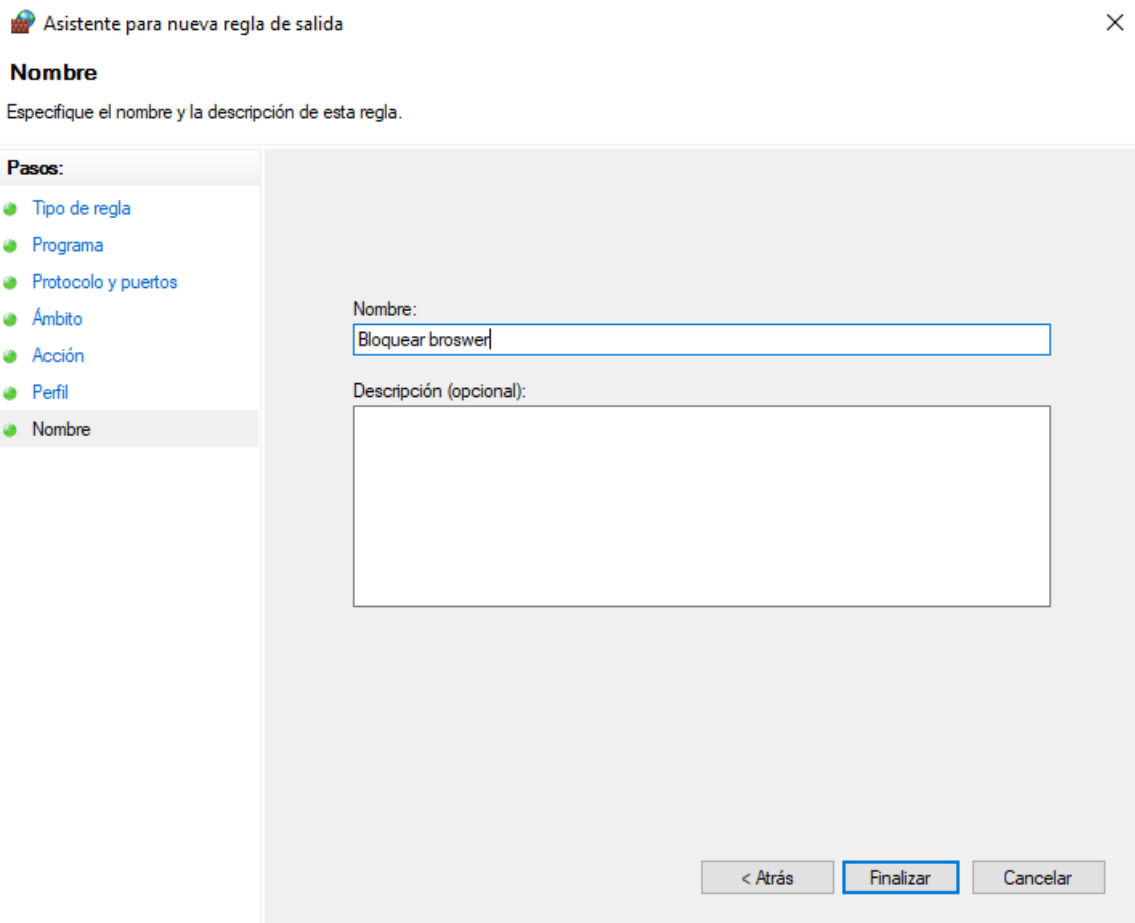 Asistente para nueva regla de salida
Nombre
Especifique el nombre y la descripción de esta regla.
Pasos:
Tipo de regla
Programa
Protocolo y puertos
Ámbito
Acción
Perfil
Nombre
Nombre:
Bloquear broswer
Descripción (opcional):
< Atrás
Finalizar
Cancelar